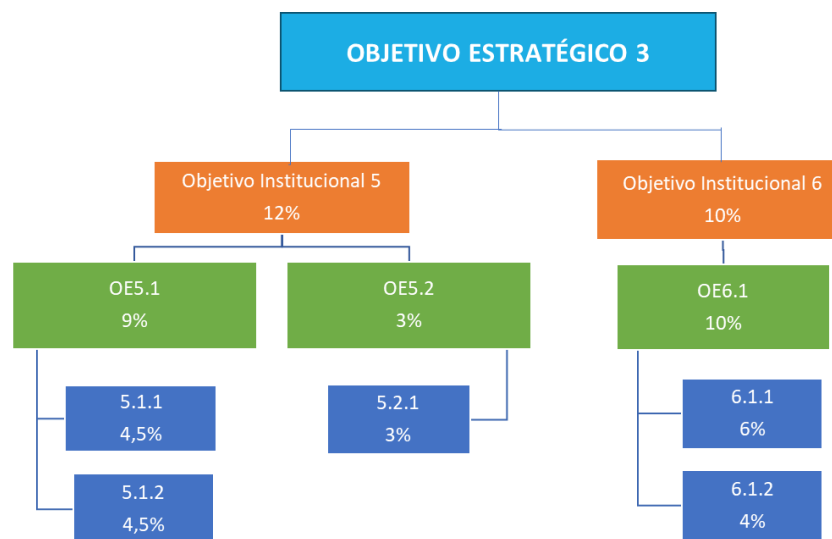 OBJETIVO ESTRATÉGICO 3
Objetivo Institucional 5
12%
Objetivo Institucional 6
10%
OE5.1
9%
OE5.2
3%
OE6.1
10%
5.1.1
4,5%
5.2.1
3%
6.1.1
6%
5.1.2
4,5%
6.1.2
4%